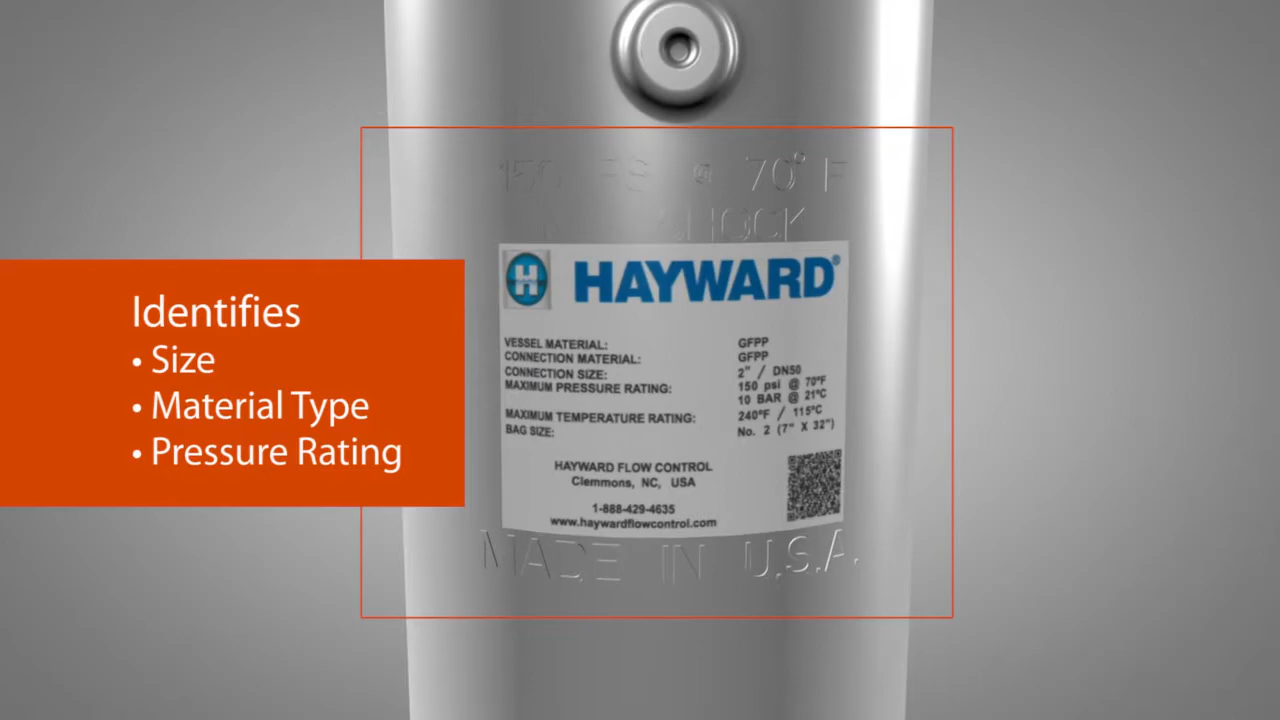 150 PSI @ 70° F
SHOCK
HAYWARD®
VESSEL MATERIAL: GFPP
CONNECTION MATERIAL: GFPP
CONNECTION SIZE: 2" / DN50
MAXIMUM PRESSURE RATING: 150 psi @ 70°F
10 BAR @ 21°C
MAXIMUM TEMPERATURE RATING: 240°F / 115°C
BAG SIZE: No. 2 (7" X 32")
HAYWARD FLOW CONTROL
Clemmons, NC, USA
1-888-429-4635
www.haywardflowcontrol.com
MADE IN U.S.A.
Identifies
• Size
• Material Type
• Pressure Rating